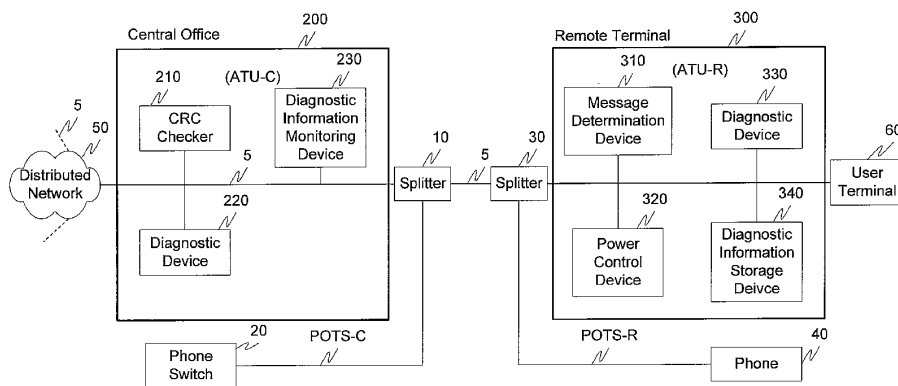 Central Office
200
(ATU-C)
210
CRC
Checker
230
Diagnostic
Information
Monitoring
Device
5
50
Distributed
Network
5
220
Diagnostic
Device
10
Splitter
5
30
Splitter
20
Phone
Switch
POTS-C
Remote Terminal
300
(ATU-R)
310
Message
Determination
Device
330
Diagnostic
Device
320
Power
Control
Device
340
Diagnostic
Information
Storage
Deivce
60
User
Terminal
POTS-R
40
Phone